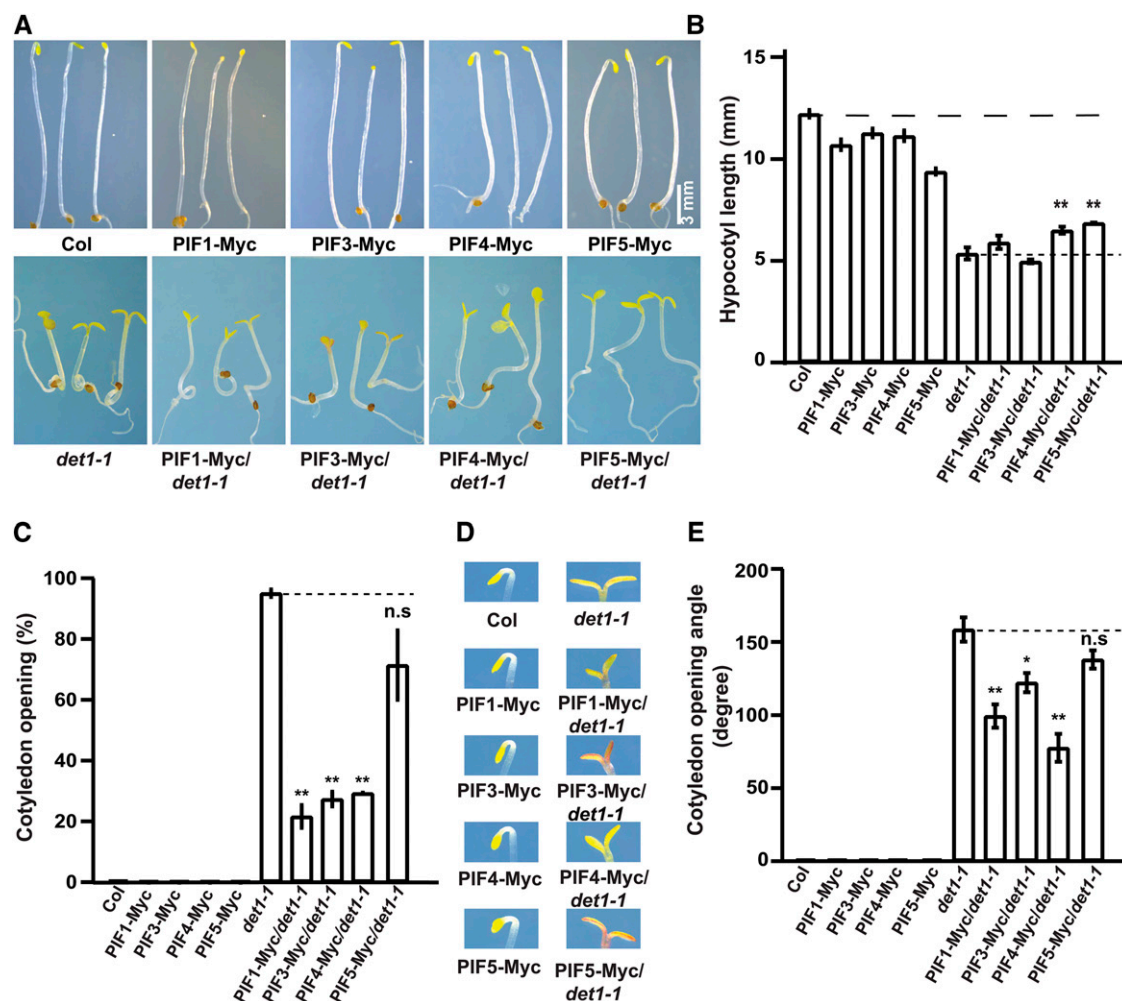 A
Col
PIF1-Myc
PIF3-Myc
PIF4-Myc
PIF5-Myc
3 mm
det1-1
PIF1-Myc/
det1-1
PIF3-Myc/
det1-1
PIF4-Myc/
det1-1
PIF5-Myc/
det1-1
B
Hypocotyl length (mm)
15
10
5
0
**
**
Col
PIF1-Myc
PIF3-Myc
PIF4-Myc
PIF5-Myc
det1-1
PIF1-Myc/det1-1
PIF3-Myc/det1-1
PIF4-Myc/det1-1
PIF5-Myc/det1-1
C
Cotyledon opening (%)
100
80
60
40
20
0
**
**
**
n.s
Col
PIF1-Myc
PIF3-Myc
PIF4-Myc
PIF5-Myc
det1-1
PIF1-Myc/det1-1
PIF3-Myc/det1-1
PIF4-Myc/det1-1
PIF5-Myc/det1-1
D
Col
det1-1
PIF1-Myc
PIF1-Myc/
det1-1
PIF3-Myc
PIF3-Myc/
det1-1
PIF4-Myc
PIF4-Myc/
det1-1
PIF5-Myc
PIF5-Myc/
det1-1
E
Cotyledon opening angle
(degree)
200
150
100
50
0
**
*
**
n.s
Col
PIF1-Myc
PIF3-Myc
PIF4-Myc
PIF5-Myc
det1-1
PIF1-Myc/det1-1
PIF3-Myc/det1-1
PIF4-Myc/det1-1
PIF5-Myc/det1-1